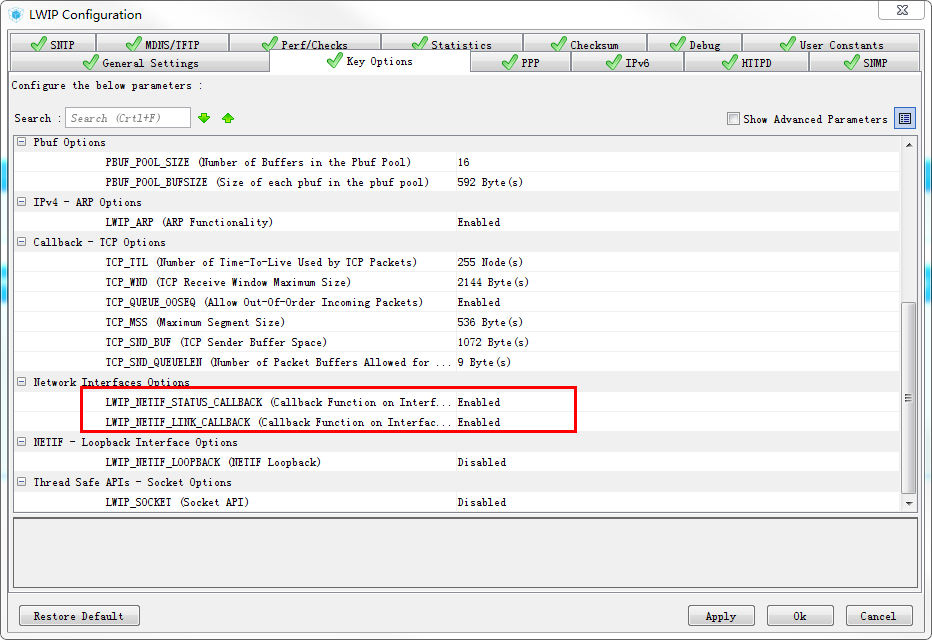 LWIP Configuration
SNTP MDNS/TFTP Perf/Checks Statistics Checksum Debug User Constants
General Settings Key Options PPP IPv6 HTTPD SNMP
Configure the below parameters :
Search : Search (Crtl+F) Show Advanced Parameters
Pbuf Options
PBUF_POOL_SIZE (Number of Buffers in the Pbuf Pool) 16
PBUF_POOL_BUFSIZE (Size of each pbuf in the pbuf pool) 592 Byte(s)
IPv4 - ARP Options
LWIP_ARP (ARP Functionality) Enabled
Callback - TCP Options
TCP_TTL (Number of Time-To-Live Used by TCP Packets) 255 Node(s)
TCP_WND (TCP Receive Window Maximum Size) 2144 Byte(s)
TCP_QUEUE_OOSEQ (Allow Out-Of-Order Incoming Packets) Enabled
TCP_MSS (Maximum Segment Size) 536 Byte(s)
TCP_SND_BUF (TCP Sender Buffer Space) 1072 Byte(s)
TCP_SND_QUEUELEN (Number of Packet Buffers Allowed for ... 9 Byte(s)
Network Interfaces Options
LWIP_NETIF_STATUS_CALLBACK (Callback Function on Interf... Enabled
LWIP_NETIF_LINK_CALLBACK (Callback Function on Interfac... Enabled
NETIF - Loopback Interface Options
LWIP_NETIF_LOOPBACK (NETIF Loopback) Disabled
Thread Safe APIs - Socket Options
LWIP_SOCKET (Socket API) Disabled
Restore Default Apply Ok Cancel